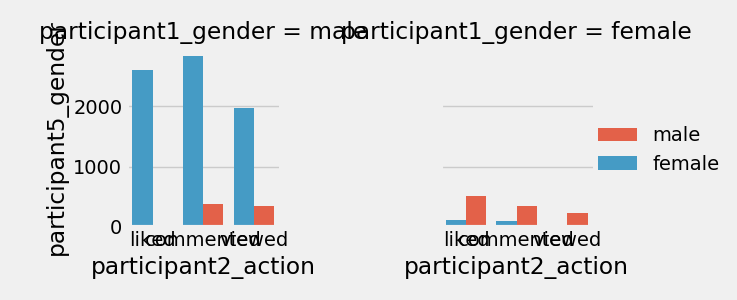 participant1_gender = male
participant1_gender = female
participant5_gender
2000
1000
0
liked
commented
viewed
participant2_action
liked
commented
viewed
participant2_action
male
female